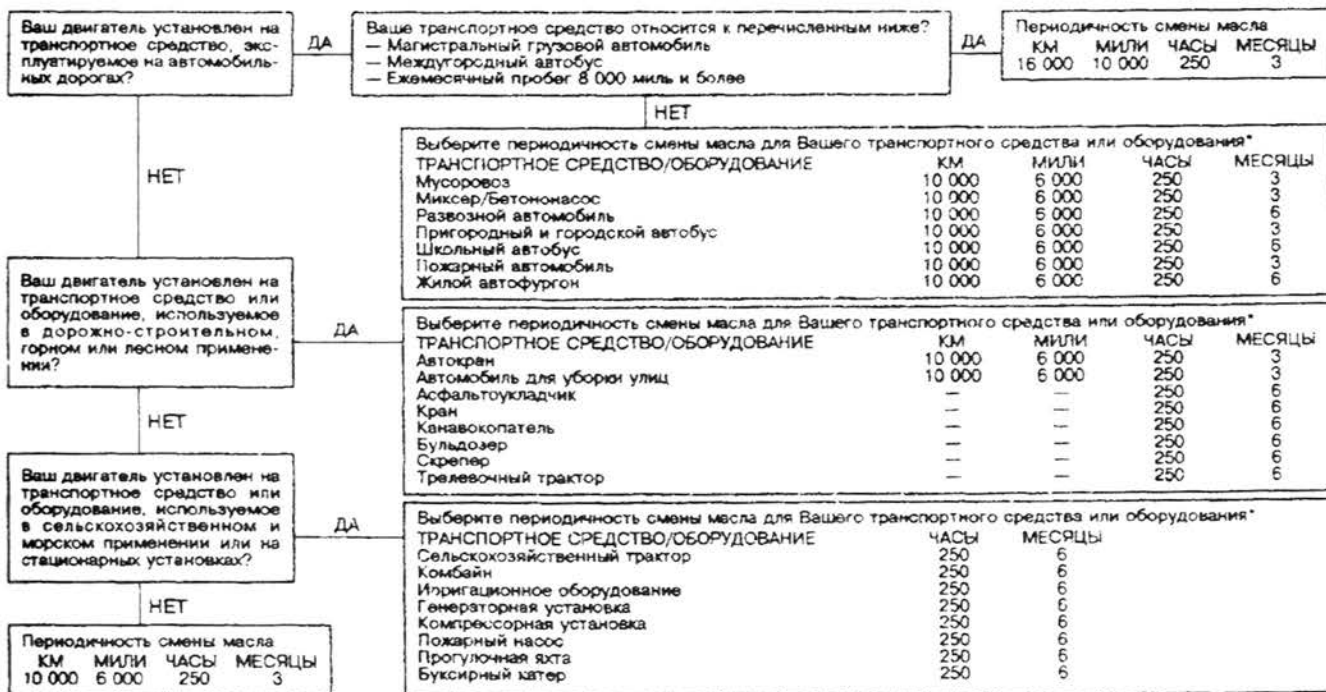 Ваш двигатель установлен на
транспортное средство, экс-
плуатируемое на автомобиль-
ных дорогах?
ДА
Ваше транспортное средство относится к перечисленным ниже?
— Магистральный грузовой автомобиль
— Междугородный автобус
— Ежемесячный пробег 8 000 миль и более
ДА
Периодичность смены масла
КМ МИЛИ ЧАСЫ МЕСЯЦЫ
16 000 10 000 250 3
НЕТ
НЕТ
Выберите периодичность смены масла для Вашего транспортного средства или оборудования*
ТРАНСПОРТНОЕ СРЕДСТВО/ОБОРУДОВАНИЕ КМ МИЛИ ЧАСЫ МЕСЯЦЫ
Мусоровоз 10 000 6 000 250 3
Миксер/Бетононасос 10 000 6 000 250 3
Развозной автомобиль 10 000 6 000 250 6
Пригородный и городской автобус 10 000 6 000 250 3
Школьный автобус 10 000 6 000 250 6
Пожарный автомобиль 10 000 6 000 250 3
Жилой автофургон 10 000 6 000 250 6
Ваш двигатель установлен на
транспортное средство или
оборудование, используемое
в дорожно-строительном,
горном или лесном примене-
нии?
ДА
Выберите периодичность смены масла для Вашего транспортного средства или оборудования*
ТРАНСПОРТНОЕ СРЕДСТВО/ОБОРУДОВАНИЕ КМ МИЛИ ЧАСЫ МЕСЯЦЫ
Автокран 10 000 6 000 250 3
Автомобиль для уборки улиц 10 000 6 000 250 3
Асфальтоукладчик — — 250 6
Кран — — 250 6
Канавокопатель — — 250 6
Бульдозер — — 250 6
Скрепер — — 250 6
Трелевочный трактор — — 250 6
НЕТ
Ваш двигатель установлен на
транспортное средство или
оборудование, используемое
в сельскохозяйственном и
морском применении или на
стационарных установках?
ДА
Выберите периодичность смены масла для Вашего транспортного средства или оборудования*
ТРАНСПОРТНОЕ СРЕДСТВО/ОБОРУДОВАНИЕ ЧАСЫ МЕСЯЦЫ
Сельскохозяйственный трактор 250 6
Комбайн 250 6
Ирригационное оборудование 250 6
Генераторная установка 250 6
Компрессорная установка 250 6
Пожарный насос 250 6
Прогулочная яхта 250 6
Буксирный катер 250 6
НЕТ
Периодичность смены масла
КМ МИЛИ ЧАСЫ МЕСЯЦЫ
10 000 6 000 250 3